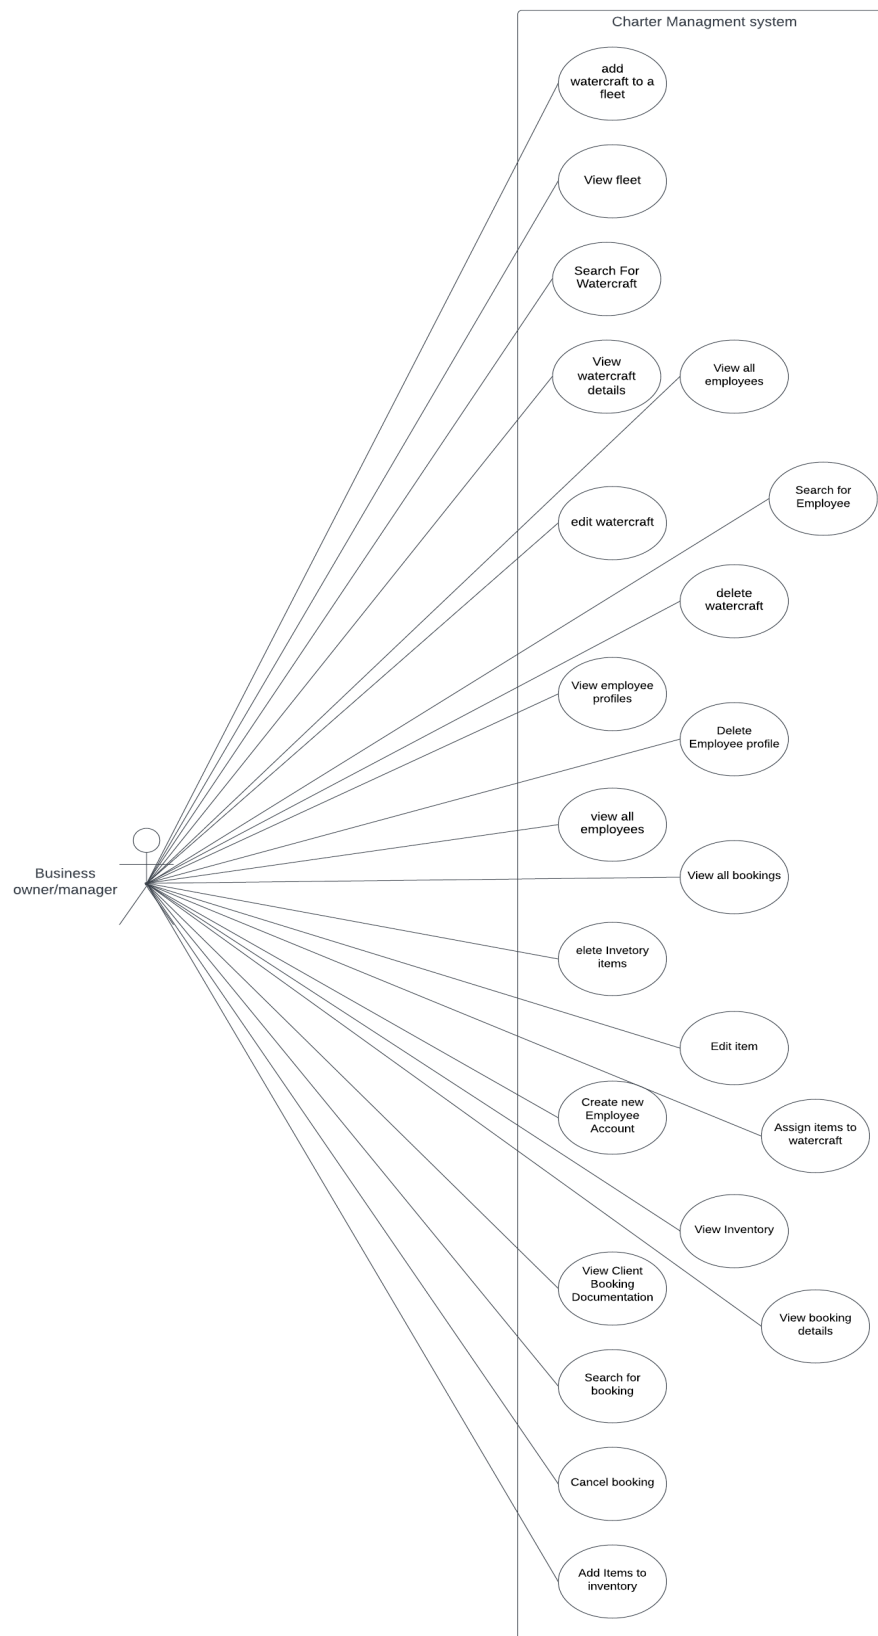 Charter Managment system
add
watercraft to a
fleet
View fleet
Search For
Watercraft
View
watercraft
details
View all
employees
Search for
Employee
edit watercraft
delete
watercraft
View employee
profiles
Delete
Employee profile
view all
employees
Business
owner/manager
View all bookings
elete Invetory
items
Edit item
Create new
Employee
Account
Assign items to
watercraft
View Inventory
View Client
Booking
Documentation
View booking
details
Search for
booking
Cancel booking
Add Items to
inventory